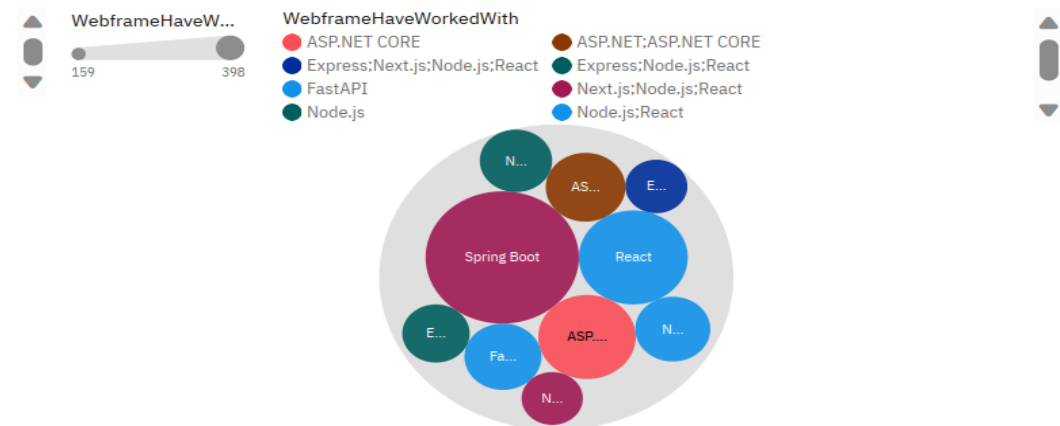 WebframeHaveW...
159
398
WebframeHaveWorkedWith
ASP.NET CORE
ASP.NET;ASP.NET CORE
Express;Next.js;Node.js;React
Express;Node.js;React
FastAPI
Next.js;Node.js;React
Node.js
Node.js;React
N...
AS...
E...
Spring Boot
React
E...
Fa...
ASP....
N...
N...